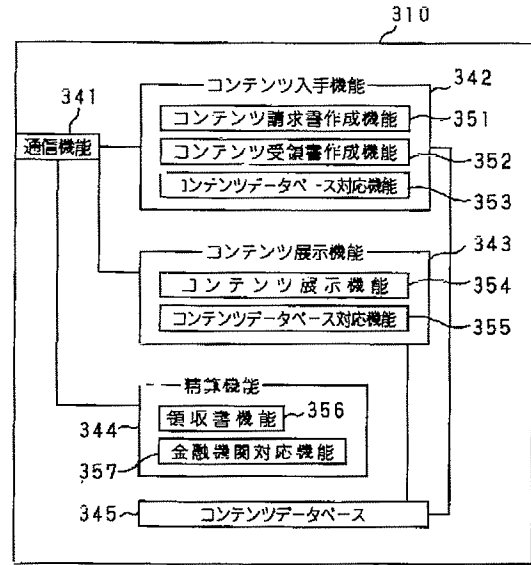 310
コンテンツ入手機能
342
341
通信機能
コンテンツ請求書作成機能
351
コンテンツ受領書作成機能
352
コンテンツデータベース対応機能
353
コンテンツ展示機能
343
コンテンツ展示機能
354
コンテンツデータベース対応機能
355
精算機能
344
領収書機能
356
357
金融機関対応機能
345
コンテンツデータベース